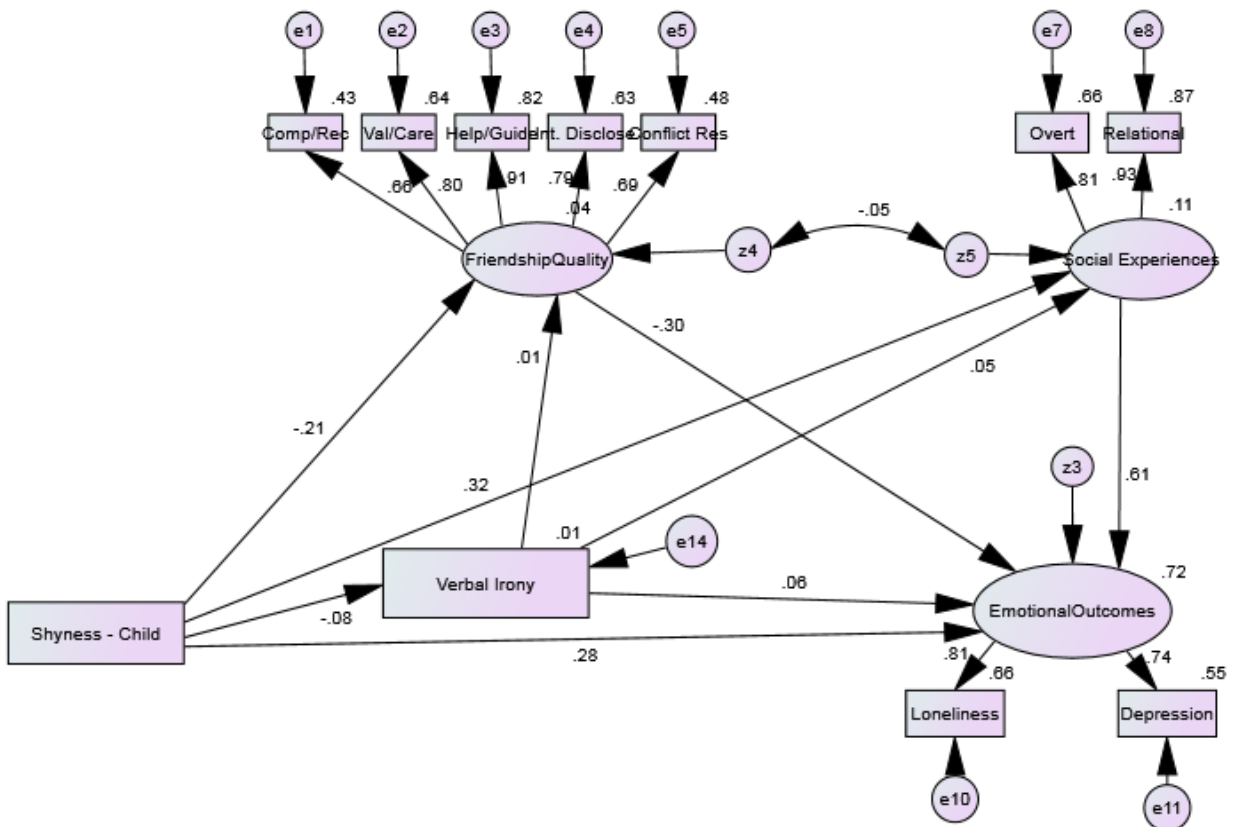 e1 e2 e3 e4 e5 e7 e8
.43 .64 .82 .63 .48 .66 .87
Comp/Rec Val/Care Help/Guide Int. Disclose Conflict Res Overt Relational
.66 .80 .91 .79 .69 .81 .93
.04 .11
-.05
z4 z5
FriendshipQuality Social Experiences
-.30
.01 .05
-.21
z3
.32 .61
.01 e14
Verbal Irony .06 .72
EmotionalOutcomes
-.08
Shyness - Child
.28 .81 .66 .74 .55
Loneliness Depression
e10 e11